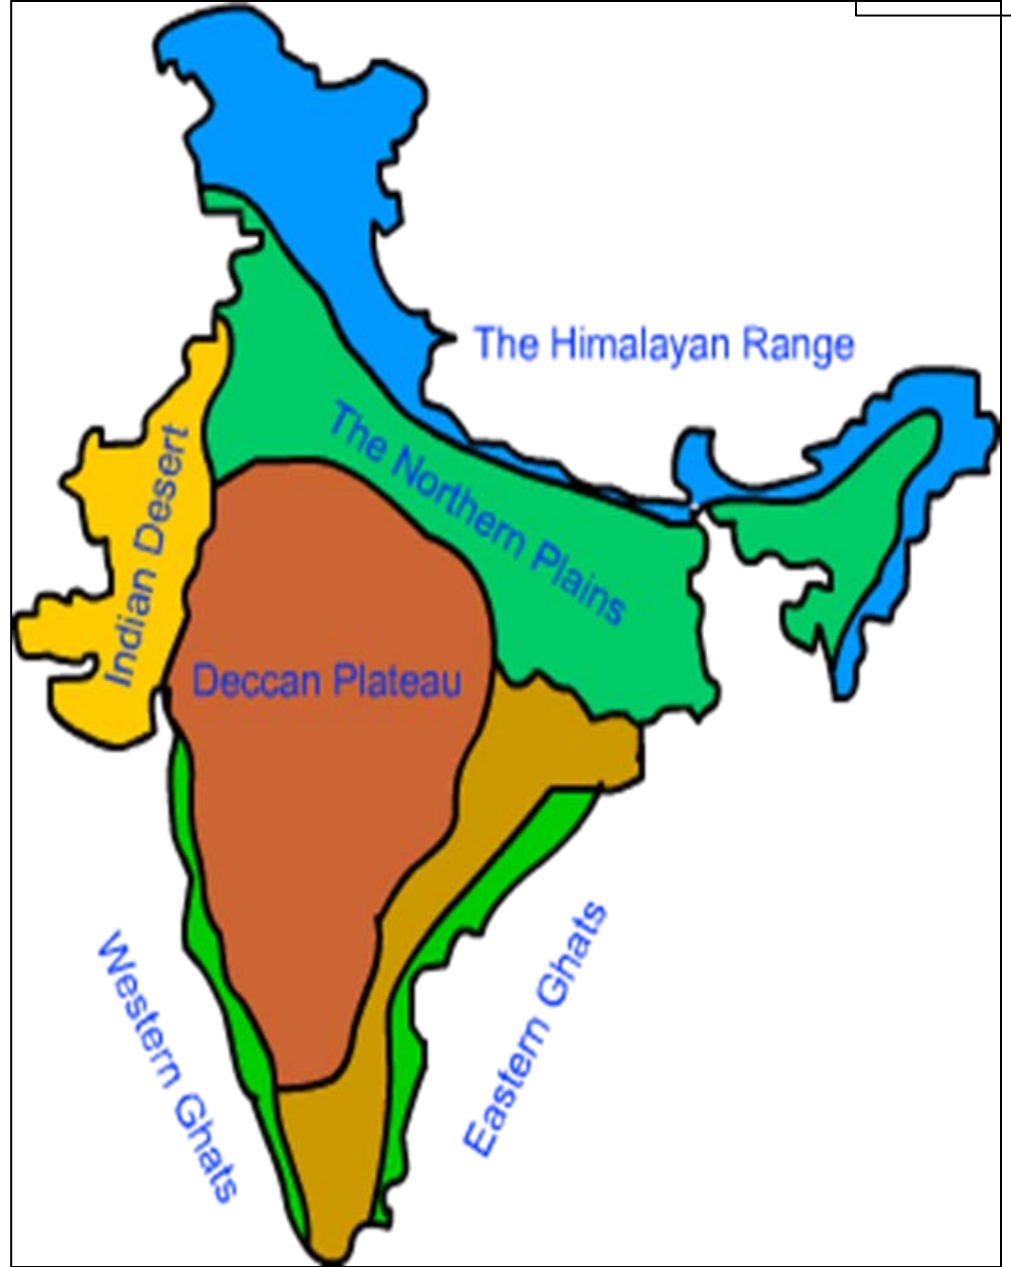 The Himalayan Range
The Northern Plains
Indian Desert
Deccan Plateau
Western Ghats
Eastern Ghats